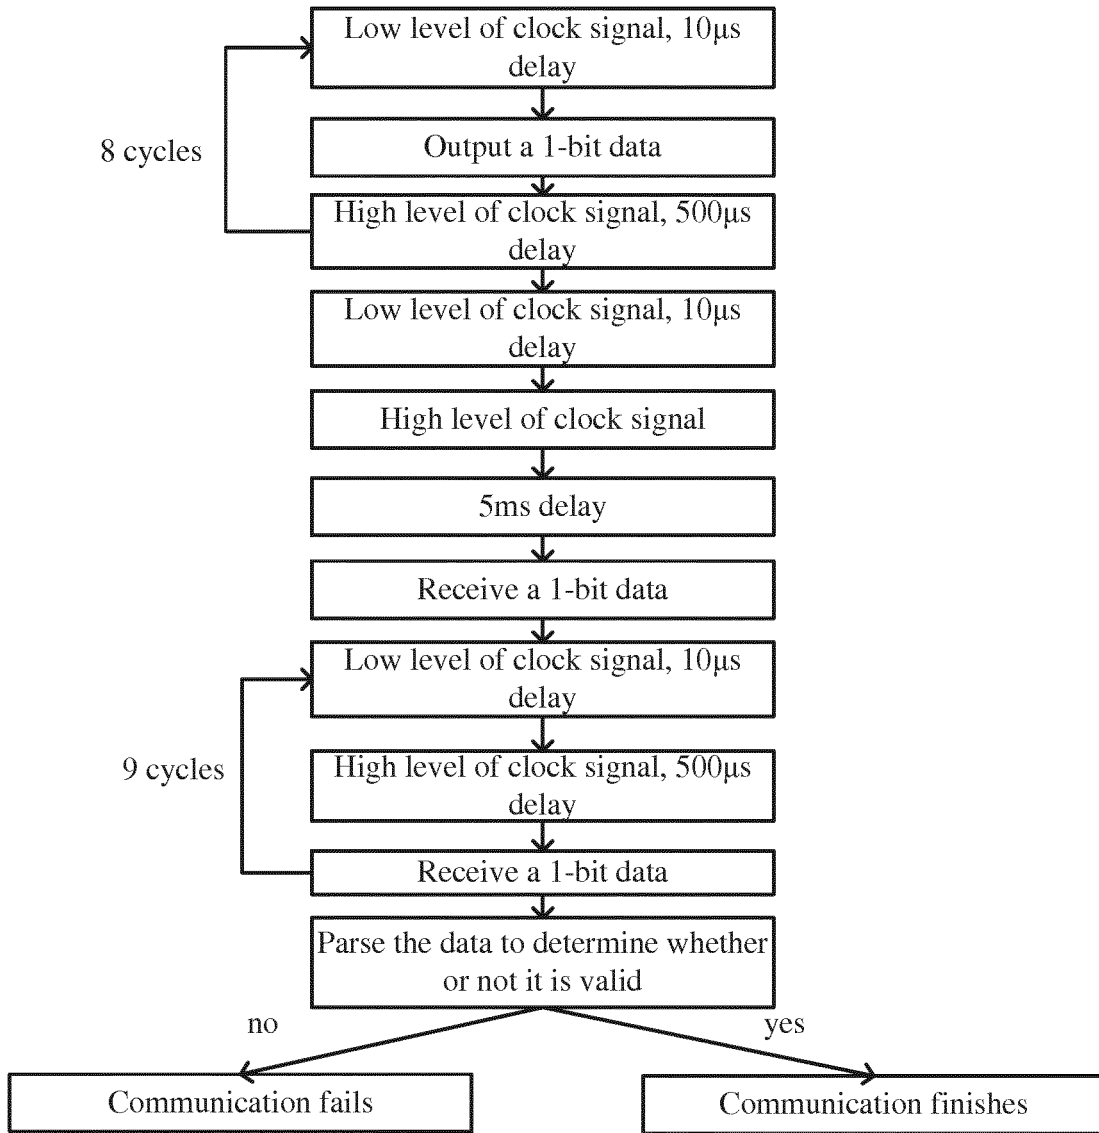 Low level of clock signal, 10μs
delay
8 cycles
Output a 1-bit data
High level of clock signal, 500μs
delay
Low level of clock signal, 10μs
delay
High level of clock signal
5ms delay
Receive a 1-bit data
Low level of clock signal, 10μs
delay
9 cycles
High level of clock signal, 500μs
delay
Receive a 1-bit data
Parse the data to determine whether
or not it is valid
no
yes
Communication fails
Communication finishes